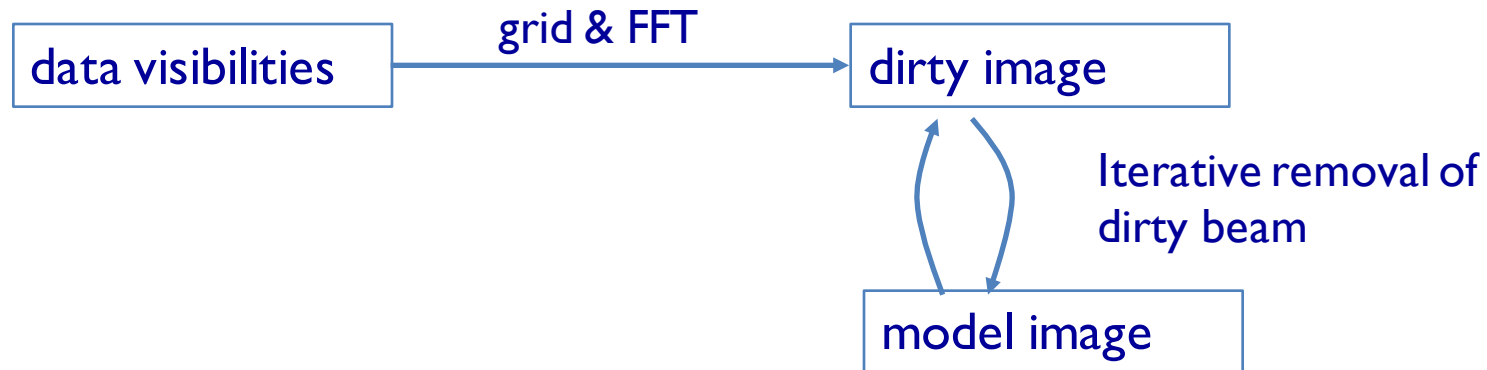 grid & FFT
data visibilities
dirty image
Iterative removal of
dirty beam
model image